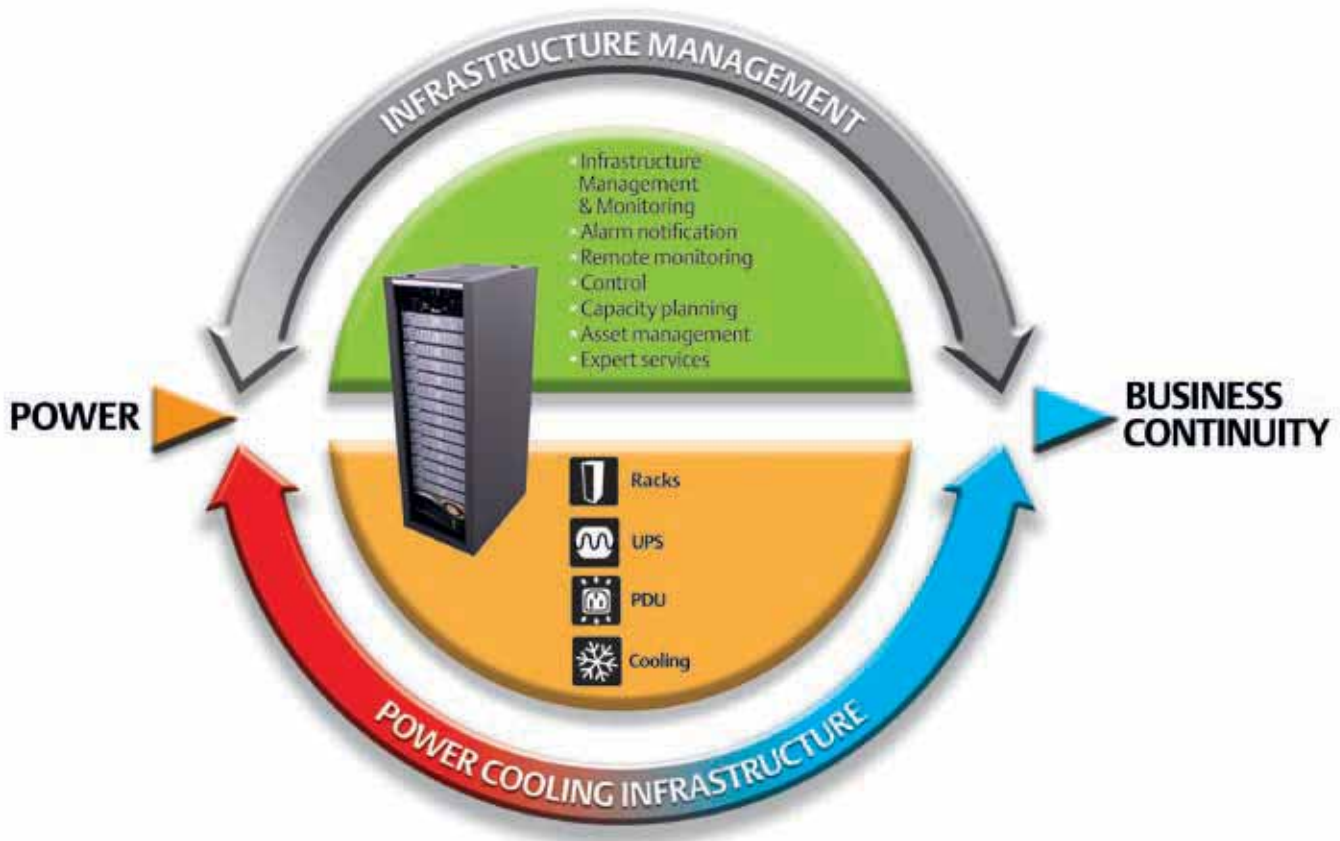 INFRASTRUCTURE MANAGEMENT
• Infrastructure
Management
& Monitoring
• Alarm notification
• Remote monitoring
• Control
• Capacity planning
• Asset management
• Expert services
POWER
BUSINESS
CONTINUITY
Racks
UPS
PDU
Cooling
POWER COOLING INFRASTRUCTURE